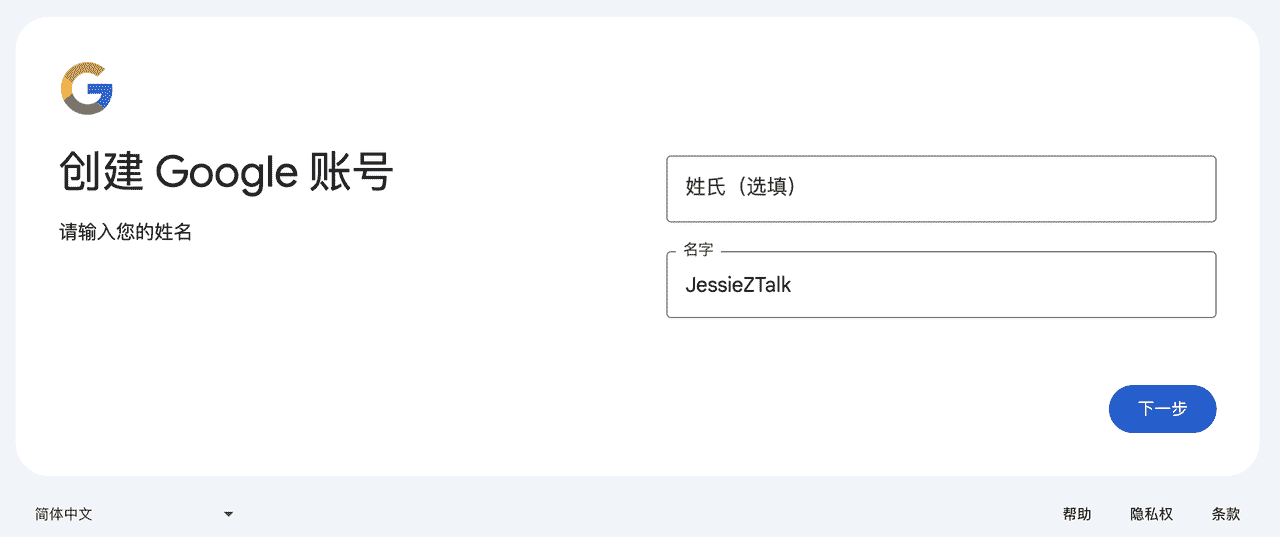 创建 Google 账号
请输入您的姓名
姓氏（选填）
名字
JessieZTalk
下一步
简体中文
帮助
隐私权
条款